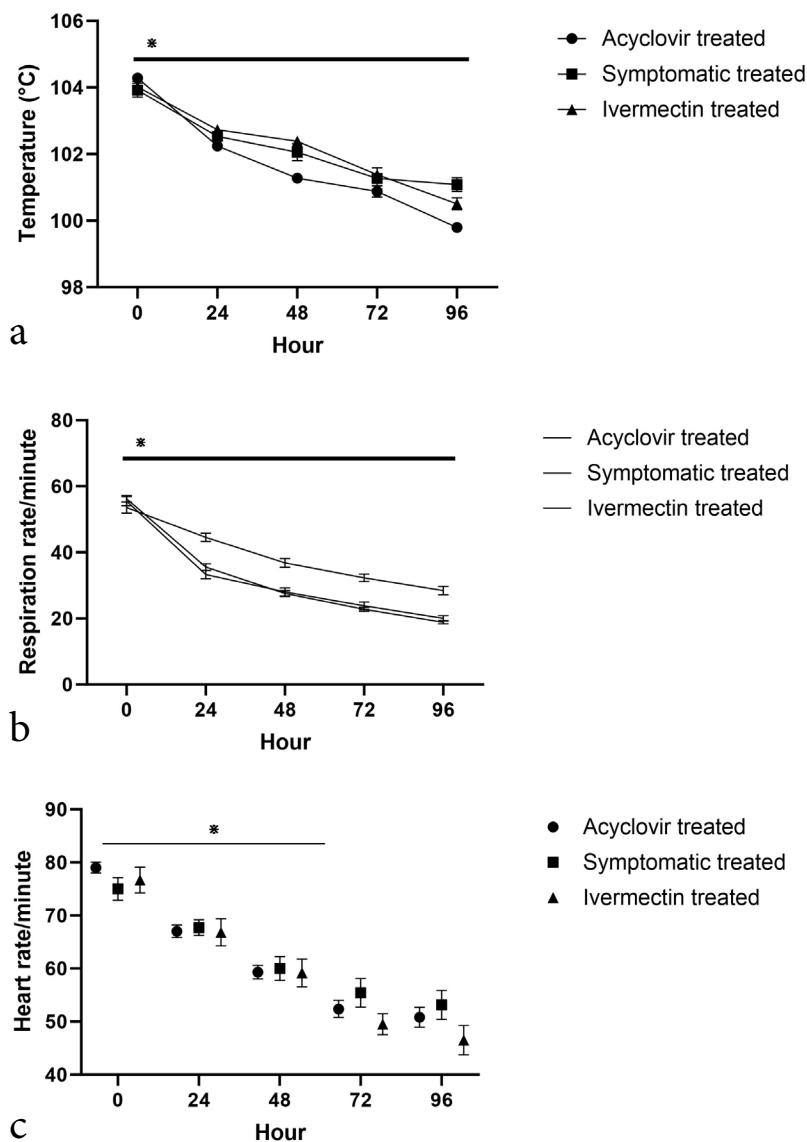 106
104
102
100
98
Temperature (°C)
※
0 24 48 72 96
Hour
Acyclovir treated
Symptomatic treated
Ivermectin treated
a
80
60
40
20
0
Respiration rate/minute
※
0 24 48 72 96
Hour
Acyclovir treated
Symptomatic treated
Ivermectin treated
b
90
80
70
60
50
40
Heart rate/minute
※
0 24 48 72 96
Hour
Acyclovir treated
Symptomatic treated
Ivermectin treated
c